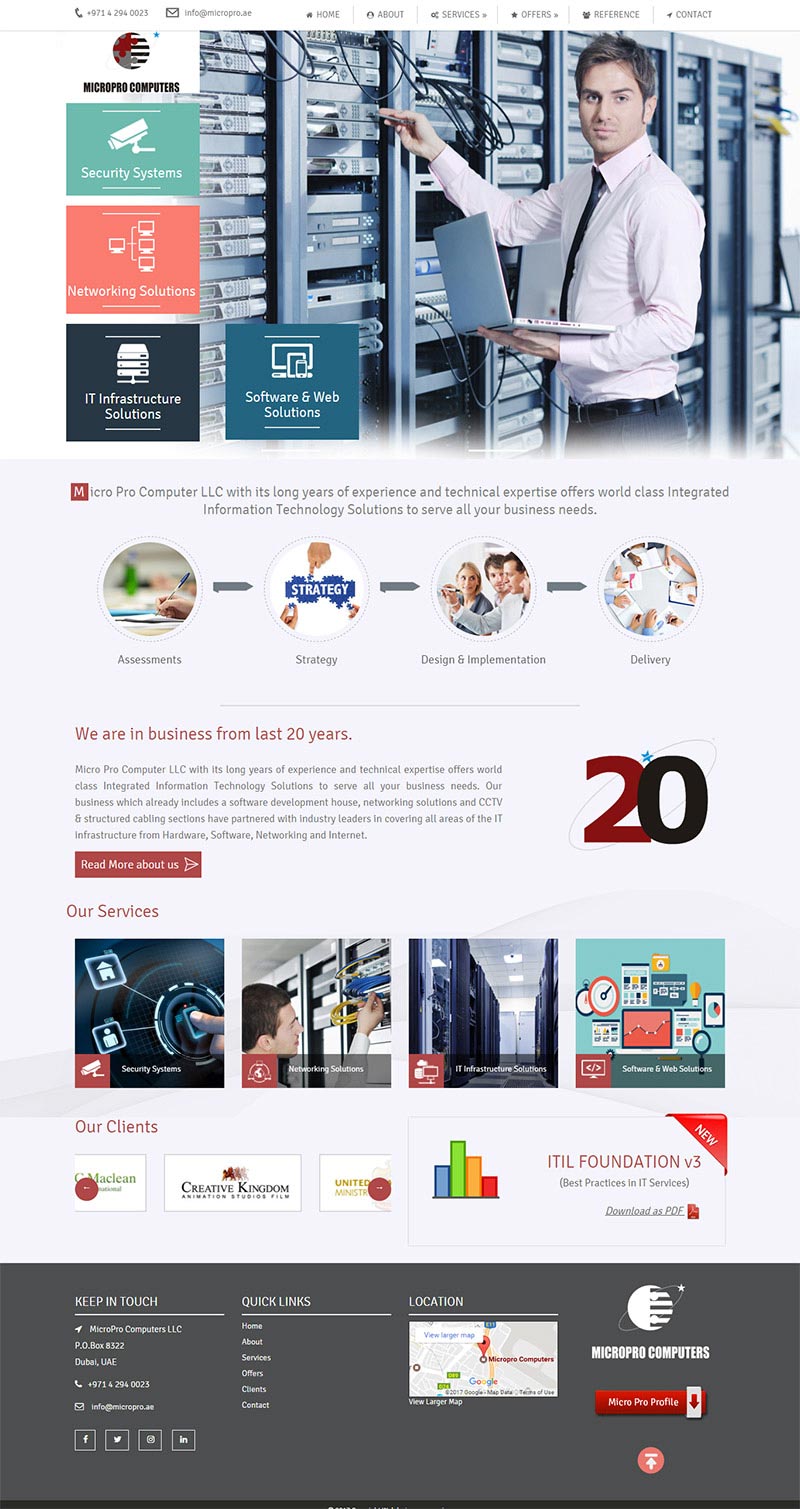 +971 4 294 0023 info@micropro.ae HOME ABOUT SERVICES » OFFERS » REFERENCE CONTACT
MICROPRO COMPUTERS
Security Systems
Networking Solutions
IT Infrastructure
Solutions
Software & Web
Solutions
Micro Pro Computer LLC with its long years of experience and technical expertise offers world class Integrated
Information Technology Solutions to serve all your business needs.
STRATEGY
Assessments Strategy Design & Implementation Delivery
We are in business from last 20 years.
Micro Pro Computer LLC with its long years of experience and technical expertise offers world
class Integrated Information Technology Solutions to serve all your business needs. Our
business which already includes a software development house, networking solutions and CCTV
& structured cabling sections have partnered with industry leaders in covering all areas of the IT
infrastructure from Hardware, Software, Networking and Internet.
20
Read More about us
Our Services
Security Systems Networking Solutions IT Infrastructure Solutions Software & Web Solutions
Our Clients
Maclean
CREATIVE KINGDOM
ANIMATION STUDIOS FILM
UNITED
MINISTR
NEW
ITIL FOUNDATION v3
(Best Practices in IT Services)
Download as PDF
KEEP IN TOUCH
MicroPro Computers LLC
P.O.Box 8322
Dubai, UAE
+971 4 294 0023
info@micropro.ae
QUICK LINKS
Home
About
Services
Offers
Clients
Contact
LOCATION
View larger map
E11
Micropro Computers
D89
Google
©2017 Google - Map Data Terms of Use
View Larger Map
MICROPRO COMPUTERS
Micro Pro Profile